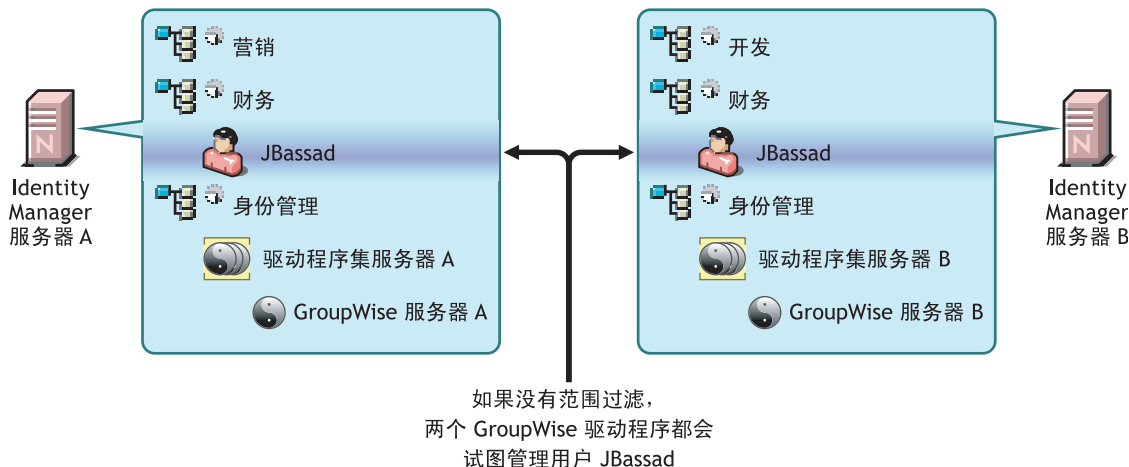 营销
财务
JBassad
身份管理
驱动程序集服务器 A
GroupWise 服务器 A
Identity
Manager
服务器 A
开发
财务
JBassad
身份管理
驱动程序集服务器 B
GroupWise 服务器 B
Identity
Manager
服务器 B
如果没有范围过滤，
两个 GroupWise 驱动程序都会
试图管理用户 JBassad